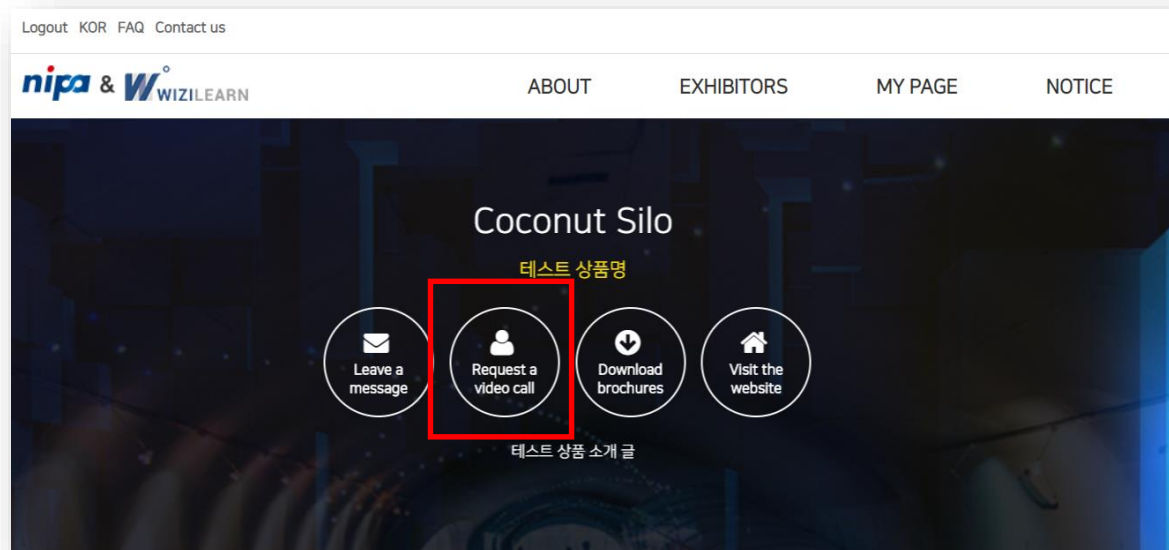 Logout KOR FAQ Contact us
nipa & W WIZILEARN
ABOUT EXHIBITORS MY PAGE NOTICE
Coconut Silo
테스트 상품명
Leave a
message
Request a
video call
Download
brochures
Visit the
website
테스트 상품 소개 글